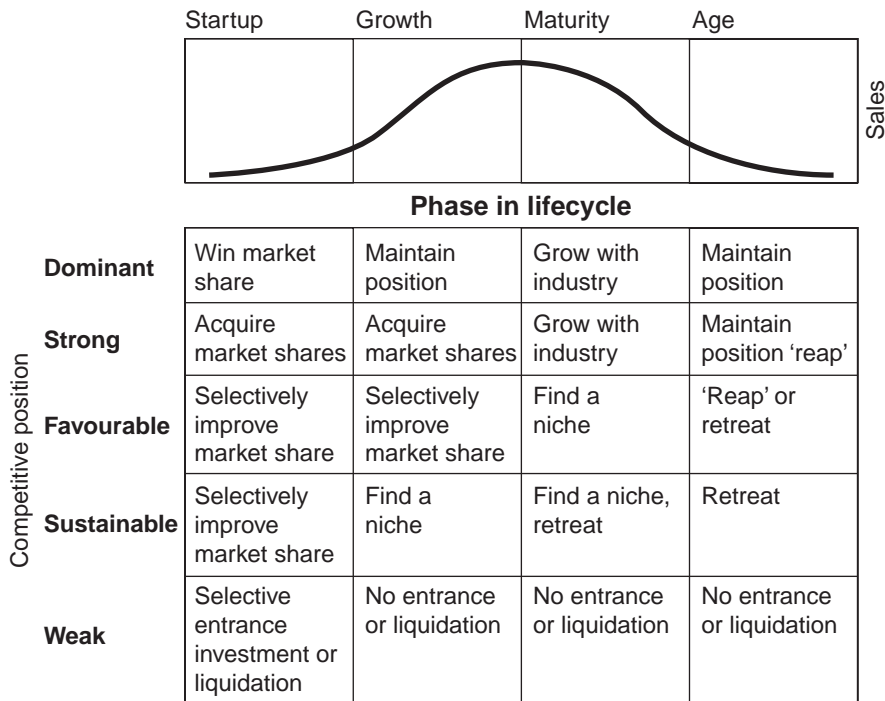 Startup Growth Maturity Age
Sales
Phase in lifecycle
Competitive position
Dominant
Win market
share
Maintain
position
Grow with
industry
Maintain
position
Strong
Acquire
market shares
Acquire
market shares
Grow with
industry
Maintain
position ‘reap’
Favourable
Selectively
improve
market share
Selectively
improve
market share
Find a
niche
‘Reap’ or
retreat
Sustainable
Selectively
improve
market share
Find a
niche
Find a niche,
retreat
Retreat
Weak
Selective
entrance
investment or
liquidation
No entrance
or liquidation
No entrance
or liquidation
No entrance
or liquidation